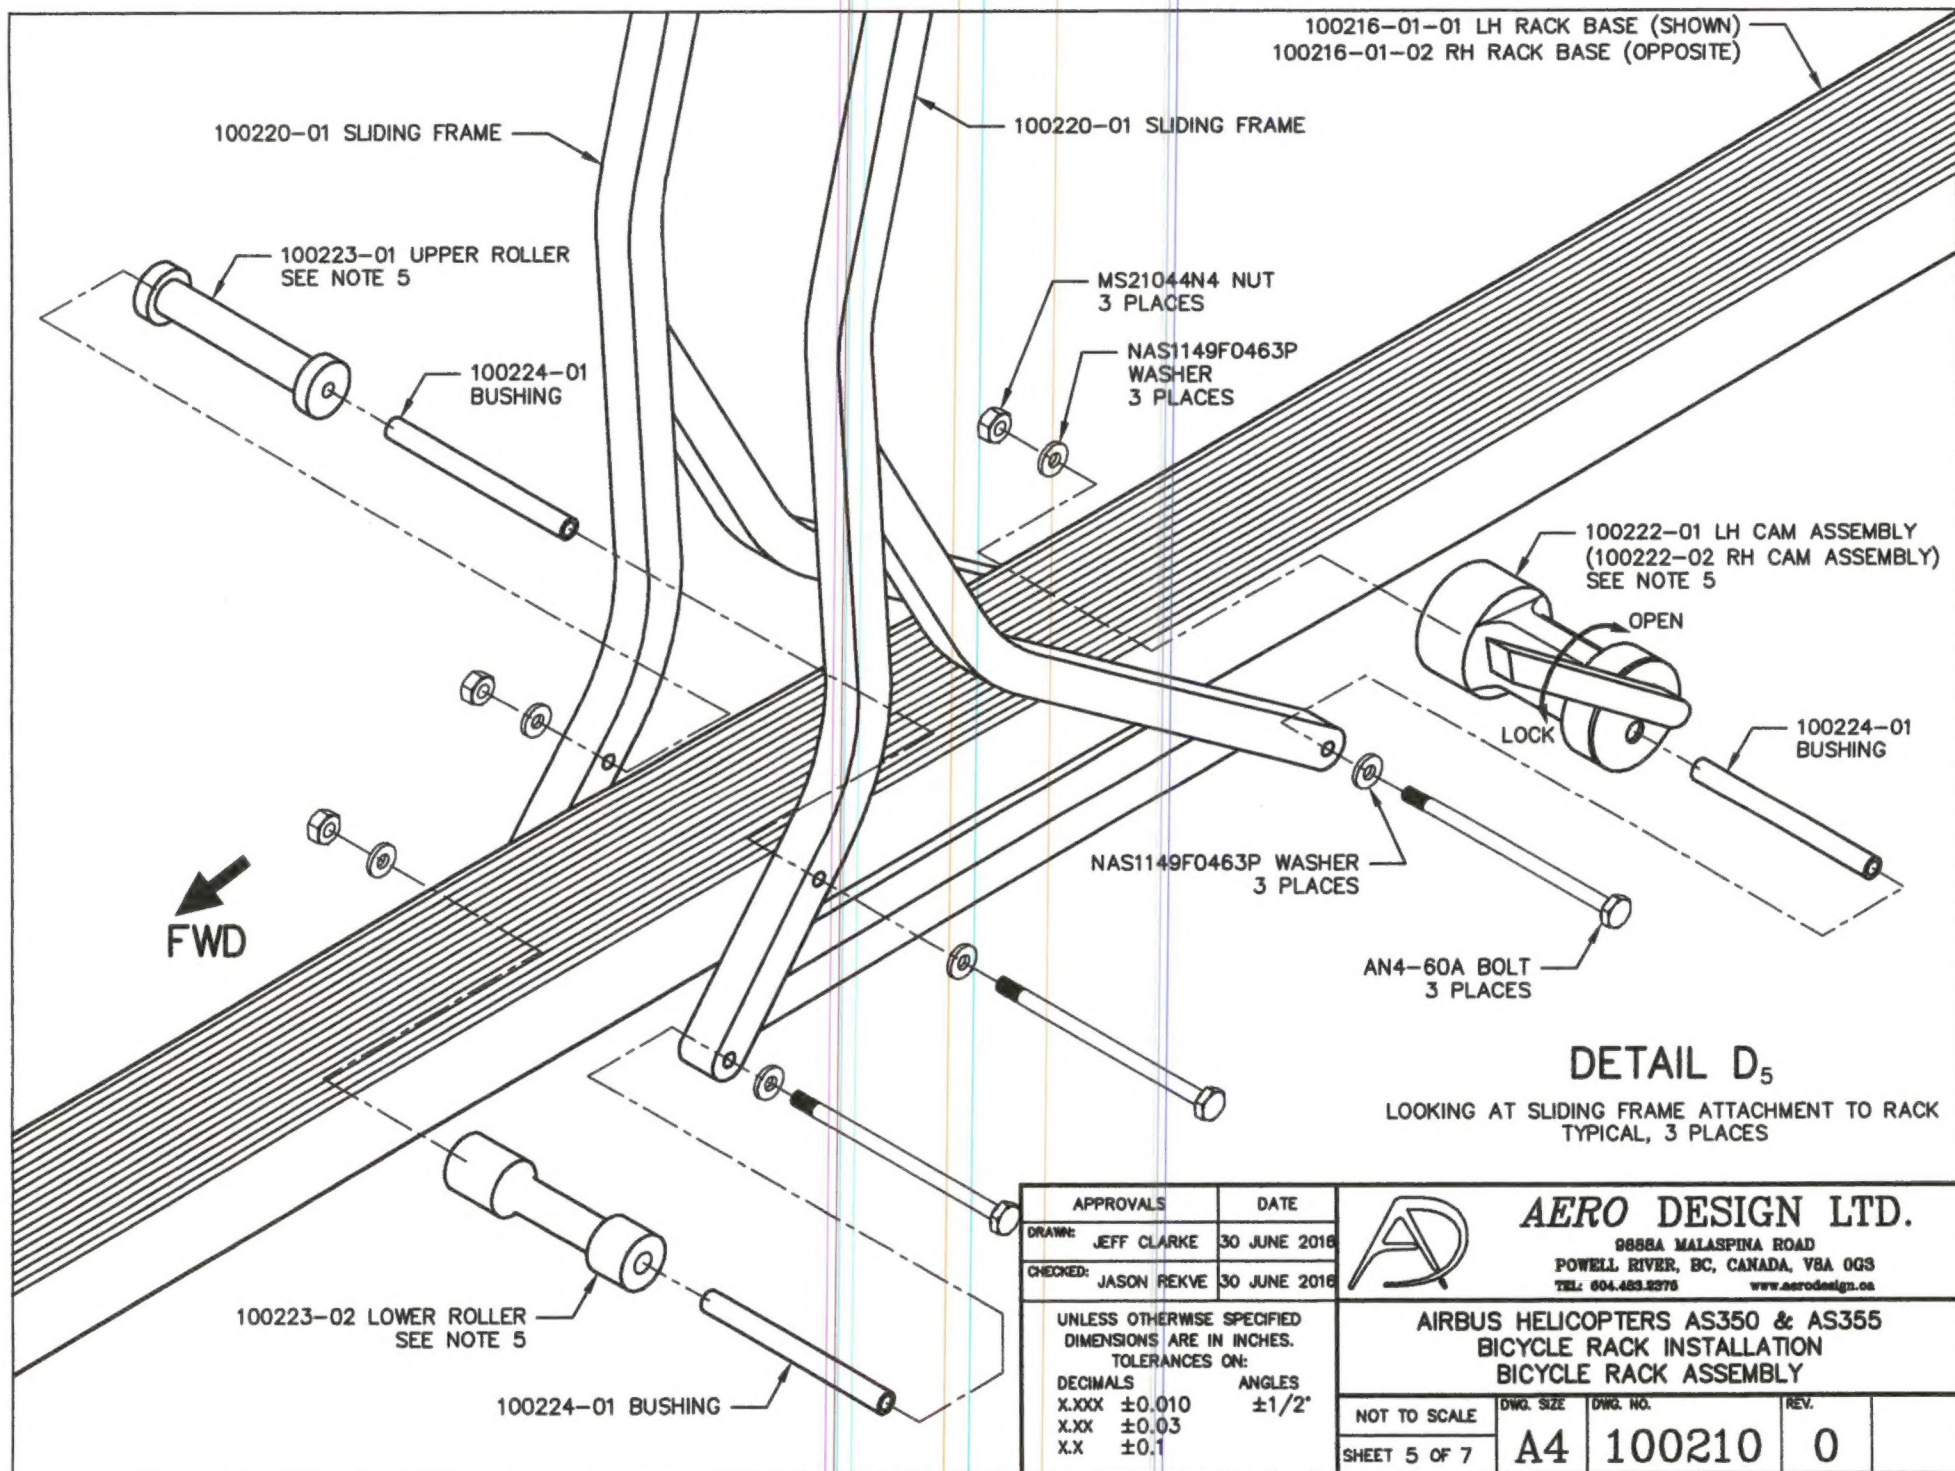 100216-01-01 LH RACK BASE (SHOWN)
100216-01-02 RH RACK BASE (OPPOSITE)
100220-01 SLIDING FRAME
100220-01 SLIDING FRAME
100223-01 UPPER ROLLER
SEE NOTE 5
MS21044N4 NUT
3 PLACES
NAS1149F0463P
WASHER
3 PLACES
100224-01
BUSHING
100222-01 LH CAM ASSEMBLY
(100222-02 RH CAM ASSEMBLY)
SEE NOTE 5
OPEN
LOCK
100224-01
BUSHING
NAS1149F0463P WASHER
3 PLACES
FWD
AN4-60A BOLT
3 PLACES
DETAIL D5
LOOKING AT SLIDING FRAME ATTACHMENT TO RACK
TYPICAL, 3 PLACES
100223-02 LOWER ROLLER
SEE NOTE 5
100224-01 BUSHING
APPROVALS DATE
DRAWN: JEFF CLARKE 30 JUNE 2016
CHECKED: JASON REKVE 30 JUNE 2016
UNLESS OTHERWISE SPECIFIED
DIMENSIONS ARE IN INCHES.
TOLERANCES ON:
DECIMALS ANGLES
X.XXX ±0.010 ±1/2°
X.XX ±0.03
X.X ±0.1
AD
AERO DESIGN LTD.
9888A MALASPINA ROAD
POWELL RIVER, BC, CANADA, V8A 0G3
TEL: 604.483.2376 www.aerodesign.ca
AIRBUS HELICOPTERS AS350 & AS355
BICYCLE RACK INSTALLATION
BICYCLE RACK ASSEMBLY
NOT TO SCALE
SHEET 5 OF 7
DWG. SIZE
A4
DWG. NO.
100210
REV.
0